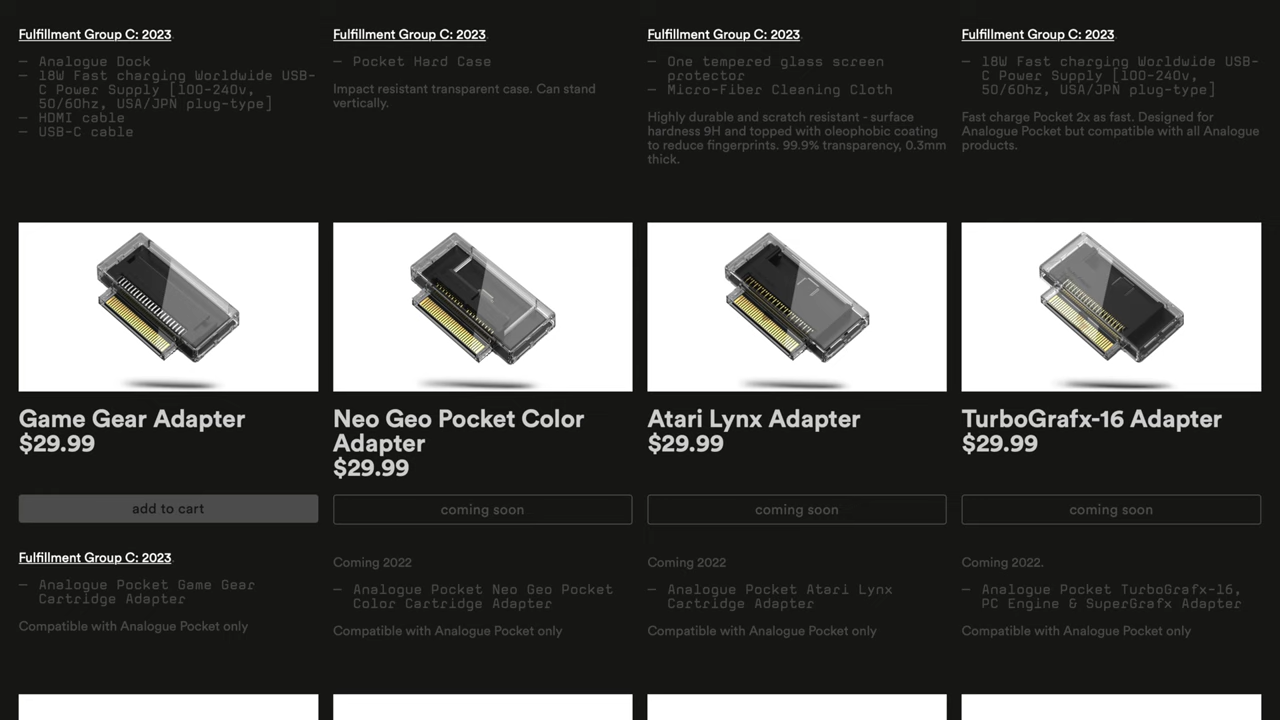 Fulfillment Group C: 2023
— Analogue Dock
— 18W Fast charging Worldwide USB-
C Power Supply [100-240v,
50/60hz, USA/JPN plug-type]
— HDMI cable
— USB-C cable
Fulfillment Group C: 2023
— Pocket Hard Case
Impact resistant transparent case. Can stand
vertically.
Fulfillment Group C: 2023
— One tempered glass screen
protector
— Micro-Fiber Cleaning Cloth
Highly durable and scratch resistant - surface
hardness 9H and topped with oleophobic coating
to reduce fingerprints. 99.9% transparency, 0.3mm
thick.
Fulfillment Group C: 2023
— 18W Fast charging Worldwide USB-
C Power Supply [100-240v,
50/60hz, USA/JPN plug-type]
Fast charge Pocket 2x as fast. Designed for
Analogue Pocket but compatible with all Analogue
products.
Game Gear Adapter
$29.99
add to cart
Fulfillment Group C: 2023
— Analogue Pocket Game Gear
Cartridge Adapter
Compatible with Analogue Pocket only
Neo Geo Pocket Color
Adapter
$29.99
coming soon
Coming 2022
— Analogue Pocket Neo Geo Pocket
Color Cartridge Adapter
Compatible with Analogue Pocket only
Atari Lynx Adapter
$29.99
coming soon
Coming 2022
— Analogue Pocket Atari Lynx
Cartridge Adapter
Compatible with Analogue Pocket only
TurboGrafx-16 Adapter
$29.99
coming soon
Coming 2022.
— Analogue Pocket TurboGrafx-16,
PC Engine & SuperGrafx Adapter
Compatible with Analogue Pocket only